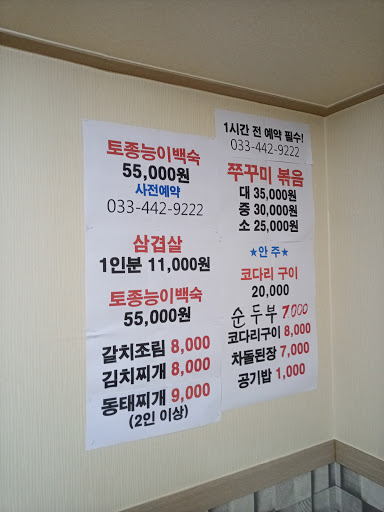 토종능이백숙
55,000원
사전예약
033-442-9222
삼겹살
1인분 11,000원
토종능이백숙
55,000원
갈치조림 8,000
김치찌개 8,000
동태찌개 9,000
(2인 이상)
1시간 전 예약 필수!
033-442-9222
쭈꾸미 볶음
대 35,000원
중 30,000원
소 25,000원
★안 주★
코다리 구이
20,000
순두부 7000
코다리구이 8,000
차돌된장 7,000
공기밥 1,000